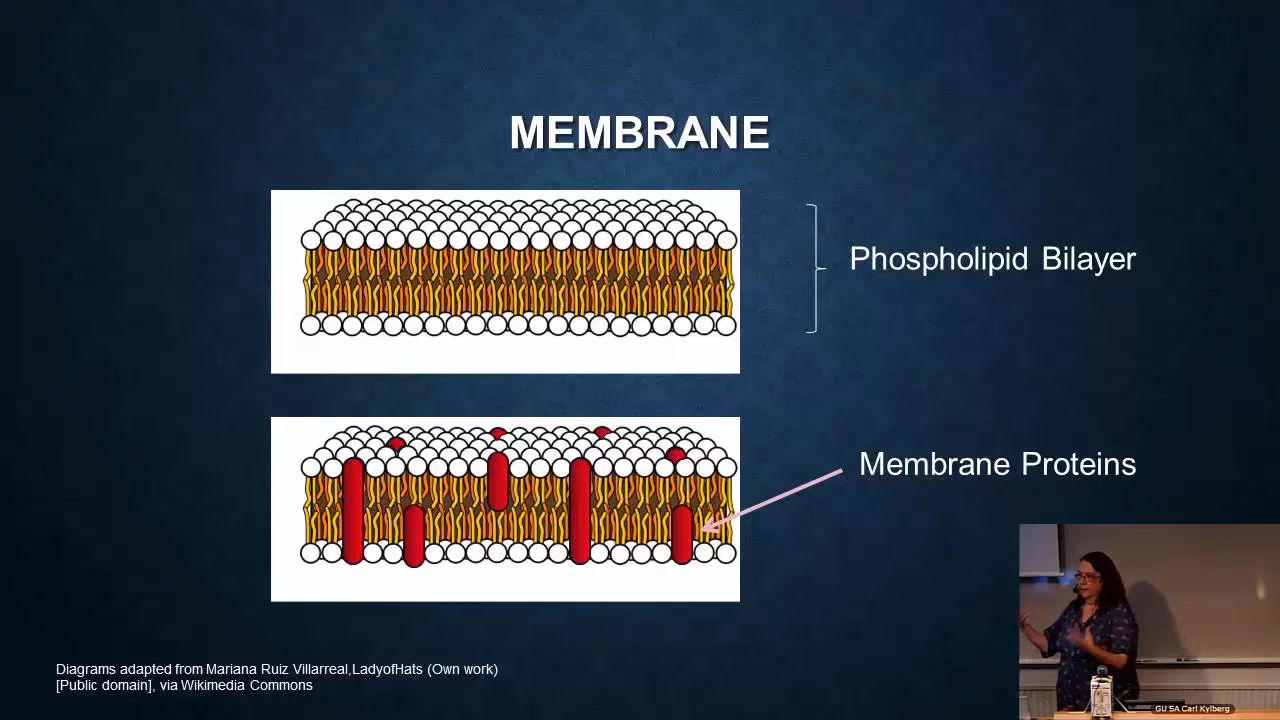 MEMBRANE
Phospholipid Bilayer
Membrane Proteins
Diagrams adapted from Mariana Ruiz Villarreal,LadyofHats (Own work)
[Public domain], via Wikimedia Commons
GU SA Carl Kylberg